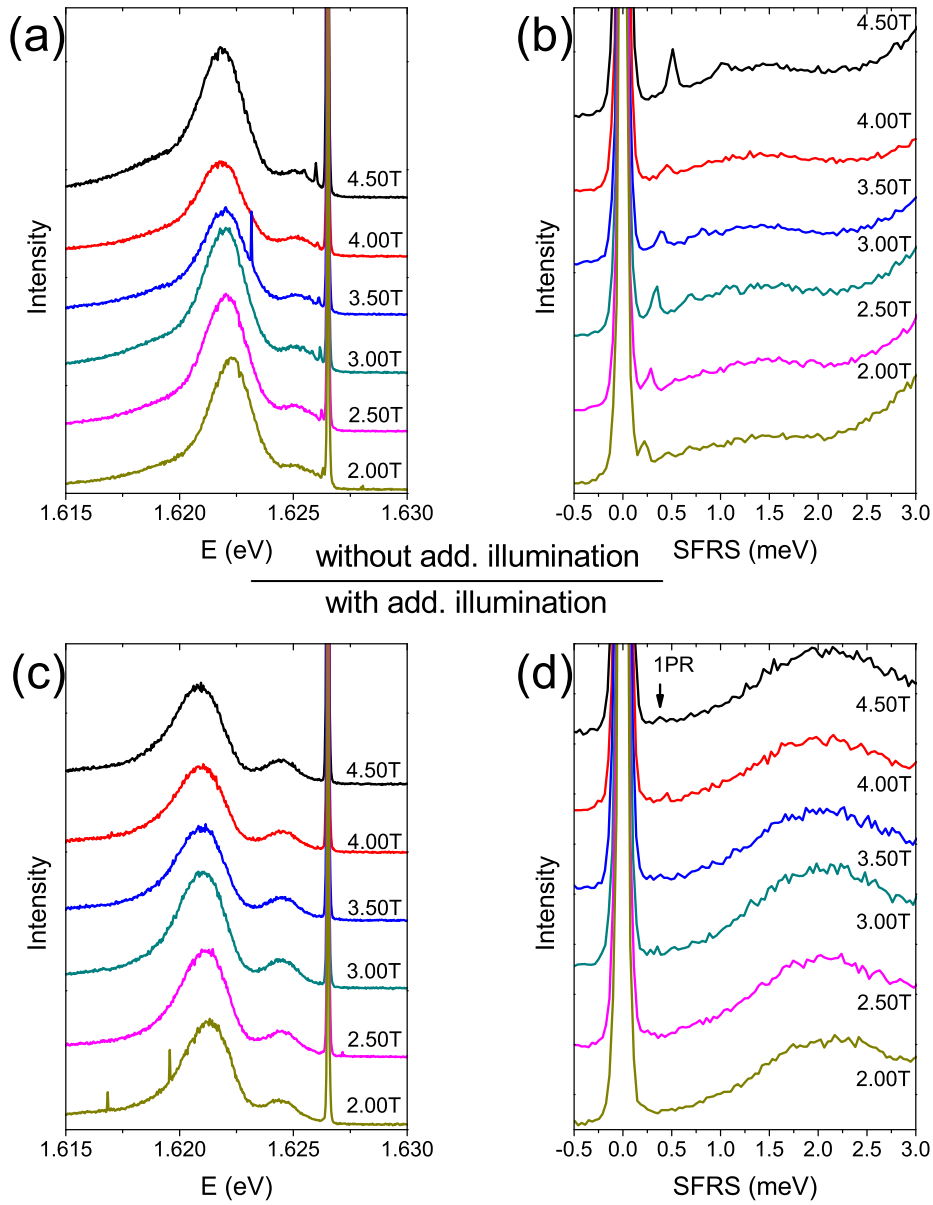 (a)
Intensity
4.50T
4.00T
3.50T
3.00T
2.50T
2.00T
1.615 1.620 1.625 1.630
E (eV)
(b)
Intensity
4.50T
4.00T
3.50T
3.00T
2.50T
2.00T
-0.5 0.0 0.5 1.0 1.5 2.0 2.5 3.0
SFRS (meV)
without add. illumination
with add. illumination
(c)
Intensity
4.50T
4.00T
3.50T
3.00T
2.50T
2.00T
1.615 1.620 1.625 1.630
E (eV)
(d)
Intensity
1PR
4.50T
4.00T
3.50T
3.00T
2.50T
2.00T
-0.5 0.0 0.5 1.0 1.5 2.0 2.5 3.0
SFRS (meV)